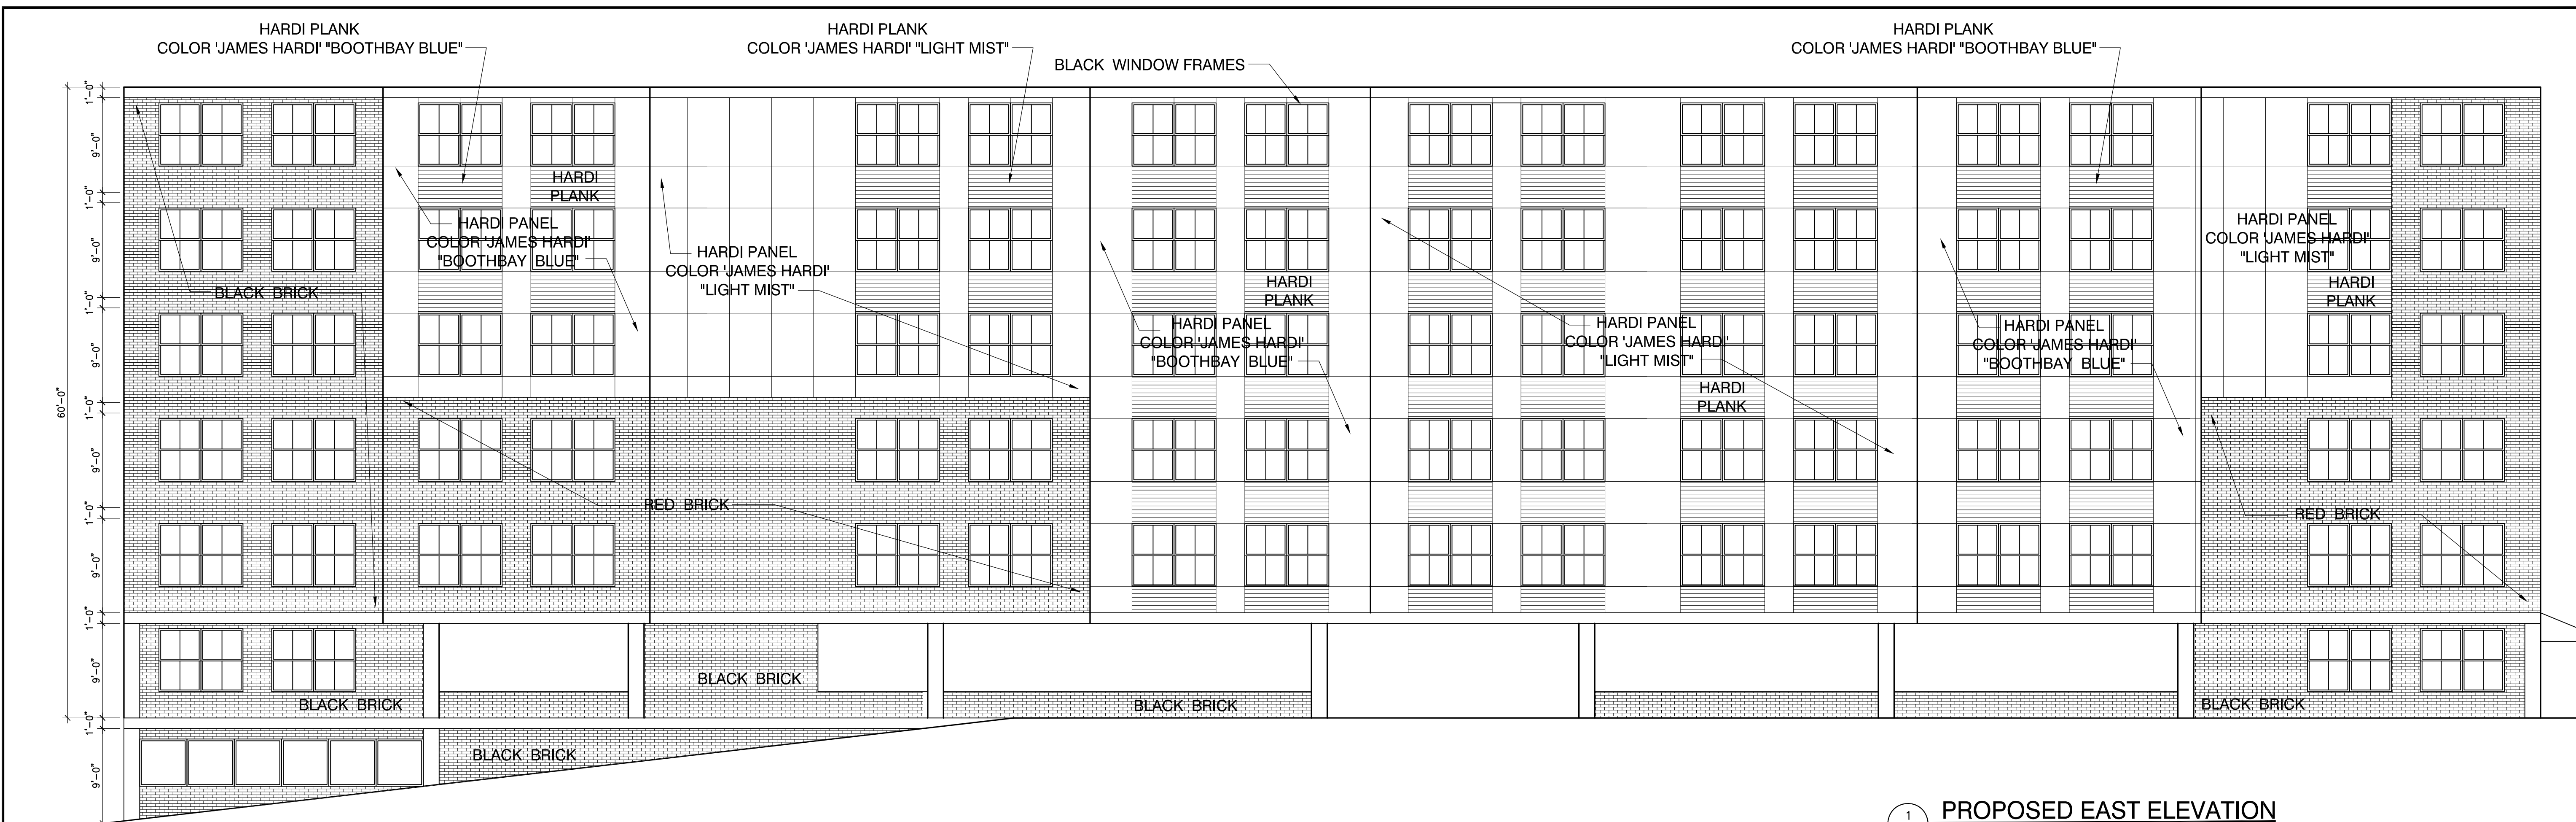 HARDI PLANK
COLOR 'JAMES HARDI' "BOOTHBAY BLUE"
HARDI PLANK
COLOR 'JAMES HARDI' "LIGHT MIST"
BLACK WINDOW FRAMES
HARDI PLANK
COLOR 'JAMES HARDI' "BOOTHBAY BLUE"
1'-0"
9'-0"
1'-0"
9'-0"
1'-0"
9'-0"
1'-0"
9'-0"
1'-0"
9'-0"
1'-0"
9'-0"
1'-0"
9'-0"
60'-0"
BLACK BRICK
HARDI
PLANK
HARDI PANEL
COLOR 'JAMES HARDI'
"BOOTHBAY BLUE"
HARDI PANEL
COLOR 'JAMES HARDI'
"LIGHT MIST"
RED BRICK
HARDI
PLANK
HARDI PANEL
COLOR 'JAMES HARDI'
"BOOTHBAY BLUE"
HARDI PANEL
COLOR 'JAMES HARDI'
"LIGHT MIST"
HARDI
PLANK
HARDI PANEL
COLOR 'JAMES HARDI'
"BOOTHBAY BLUE"
HARDI PANEL
COLOR 'JAMES HARDI'
"LIGHT MIST"
HARDI
PLANK
RED BRICK
BLACK BRICK
BLACK BRICK
BLACK BRICK
BLACK BRICK
BLACK BRICK
1
PROPOSED EAST ELEVATION